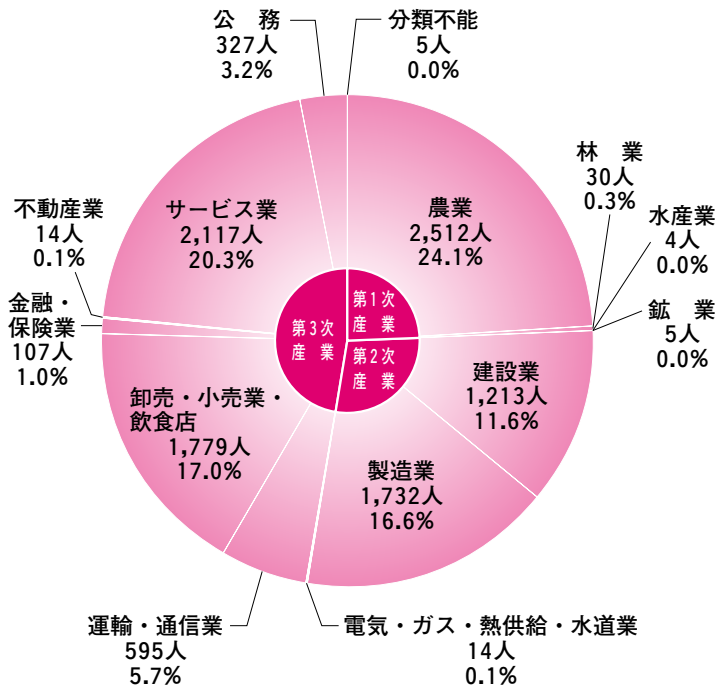 公　務
327人
3.2%
分類不能
5人
0.0%
林　業
30人
0.3%
水産業
4人
0.0%
鉱　業
5人
0.0%
農業
2,512人
24.1%
サービス業
2,117人
20.3%
不動産業
14人
0.1%
金融・
保険業
107人
1.0%
第1次
産　業
第2次
産　業
第3次
産　業
建設業
1,213人
11.6%
卸売・小売業・
飲食店
1,779人
17.0%
製造業
1,732人
16.6%
運輸・通信業
595人
5.7%
電気・ガス・熱供給・水道業
14人
0.1%